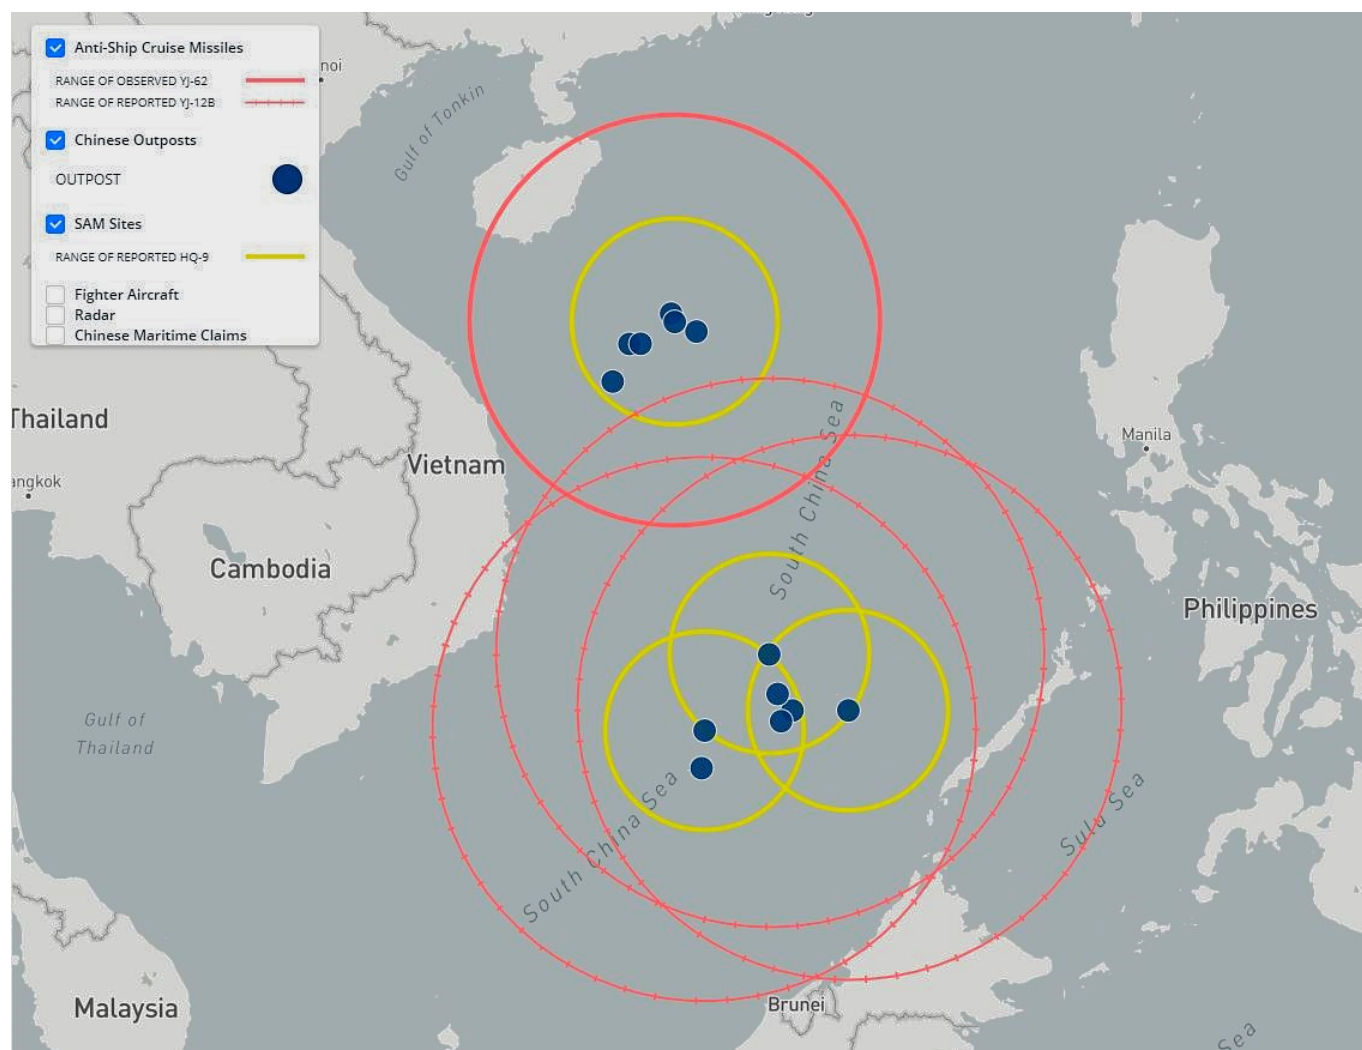 Anti-Ship Cruise Missiles
RANGE OF OBSERVED YJ-62
RANGE OF REPORTED YJ-12B
Chinese Outposts
OUTPOST
SAM Sites
RANGE OF REPORTED HQ-9
Fighter Aircraft
Radar
Chinese Maritime Claims
noi
Gulf of Tonkin
Thailand
angkok
Vietnam
Cambodia
South China Sea
Manila
Philippines
Gulf of
Thailand
South China Sea
Sulu Sea
Malaysia
Brunei
Sea